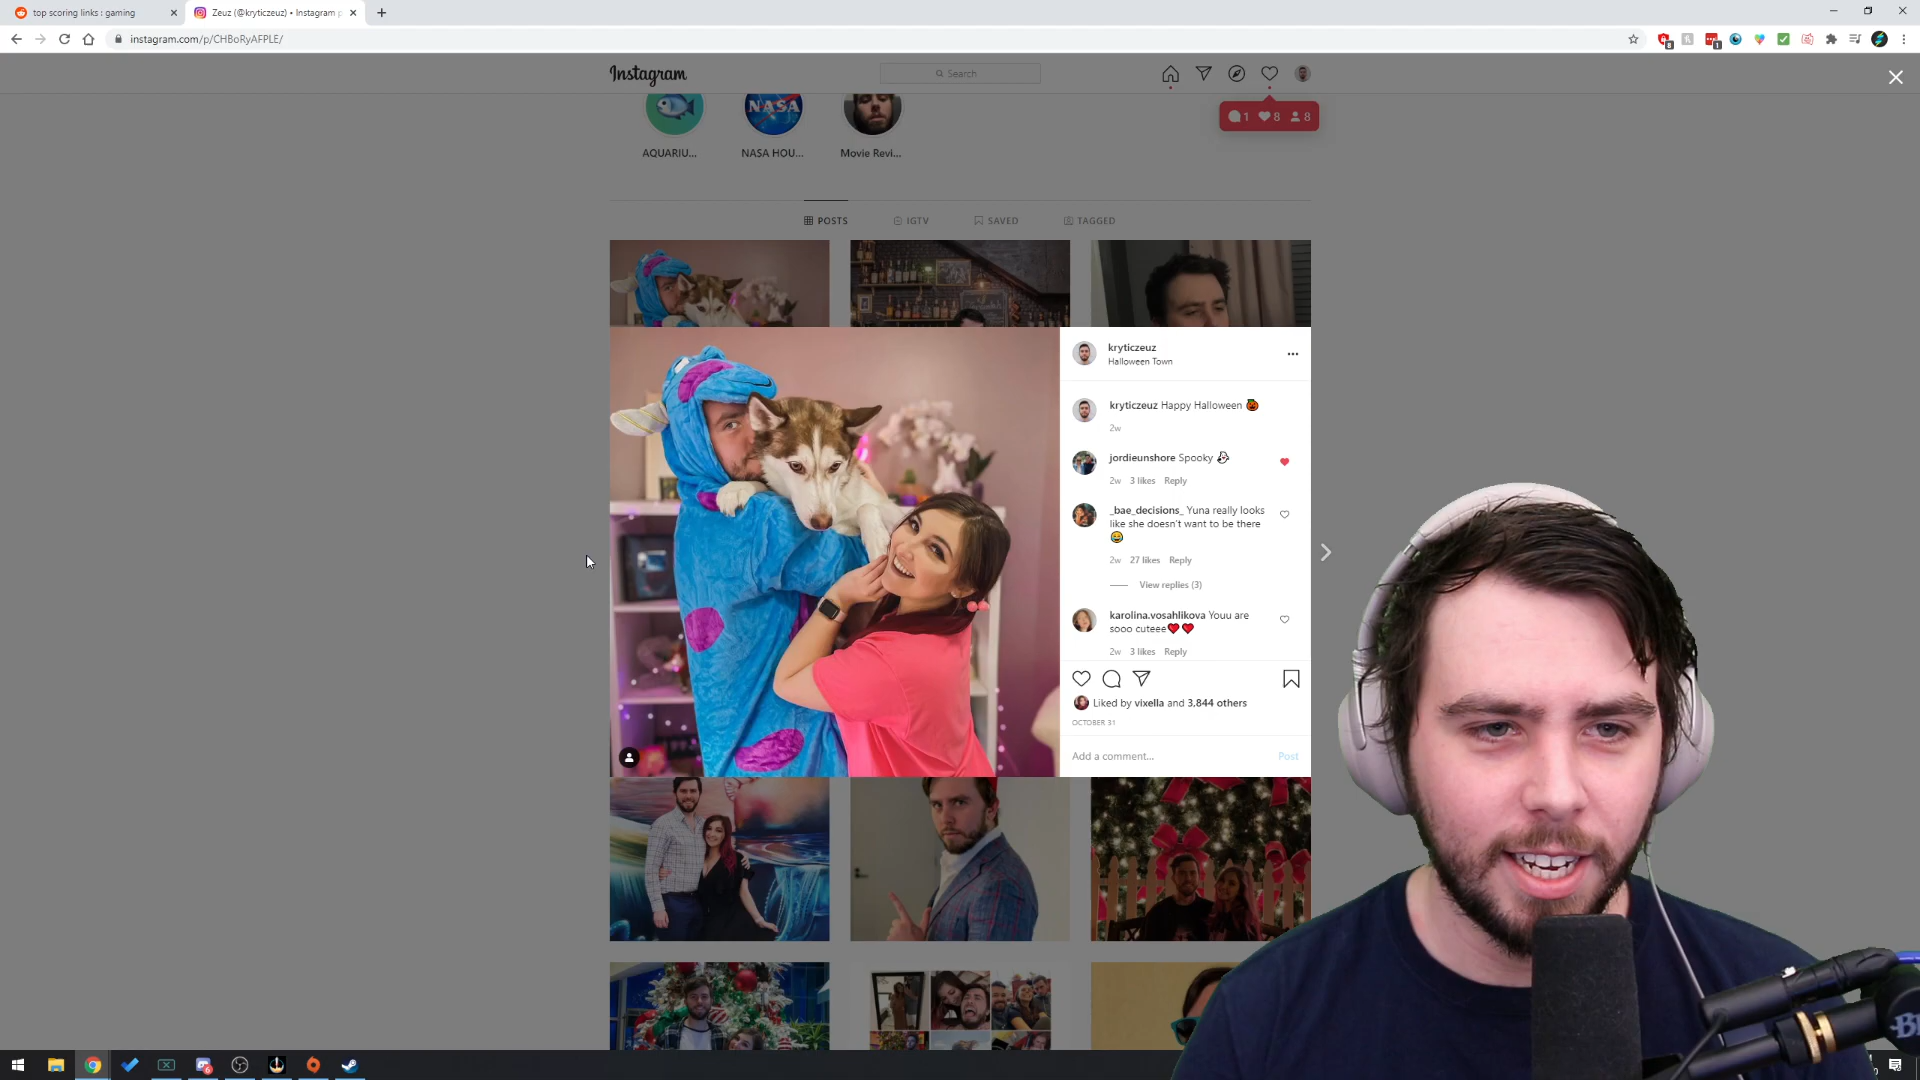 top scoring links : gaming
Zeuz (@kryticzeuz) • Instagram p
instagram.com/p/CHBoRyAFPLE/
8
1
Instagram
Search
1 8 8
NASA
AQUARIU...
NASA HOU...
Movie Revi...
POSTS
IGTV
SAVED
TAGGED
kryticzeuz
Halloween Town
kryticzeuz Happy Halloween 🎃
2w
jordieunshore Spooky 👻
2w 3 likes Reply
_bae_decisions_ Yuna really looks
like she doesn't want to be there
😂
2w 27 likes Reply
View replies (3)
karolina.vosahlikova Youu are
sooo cuteee❤️❤️
2w 3 likes Reply
Liked by vixella and 3,844 others
OCTOBER 31
Add a comment...
Post